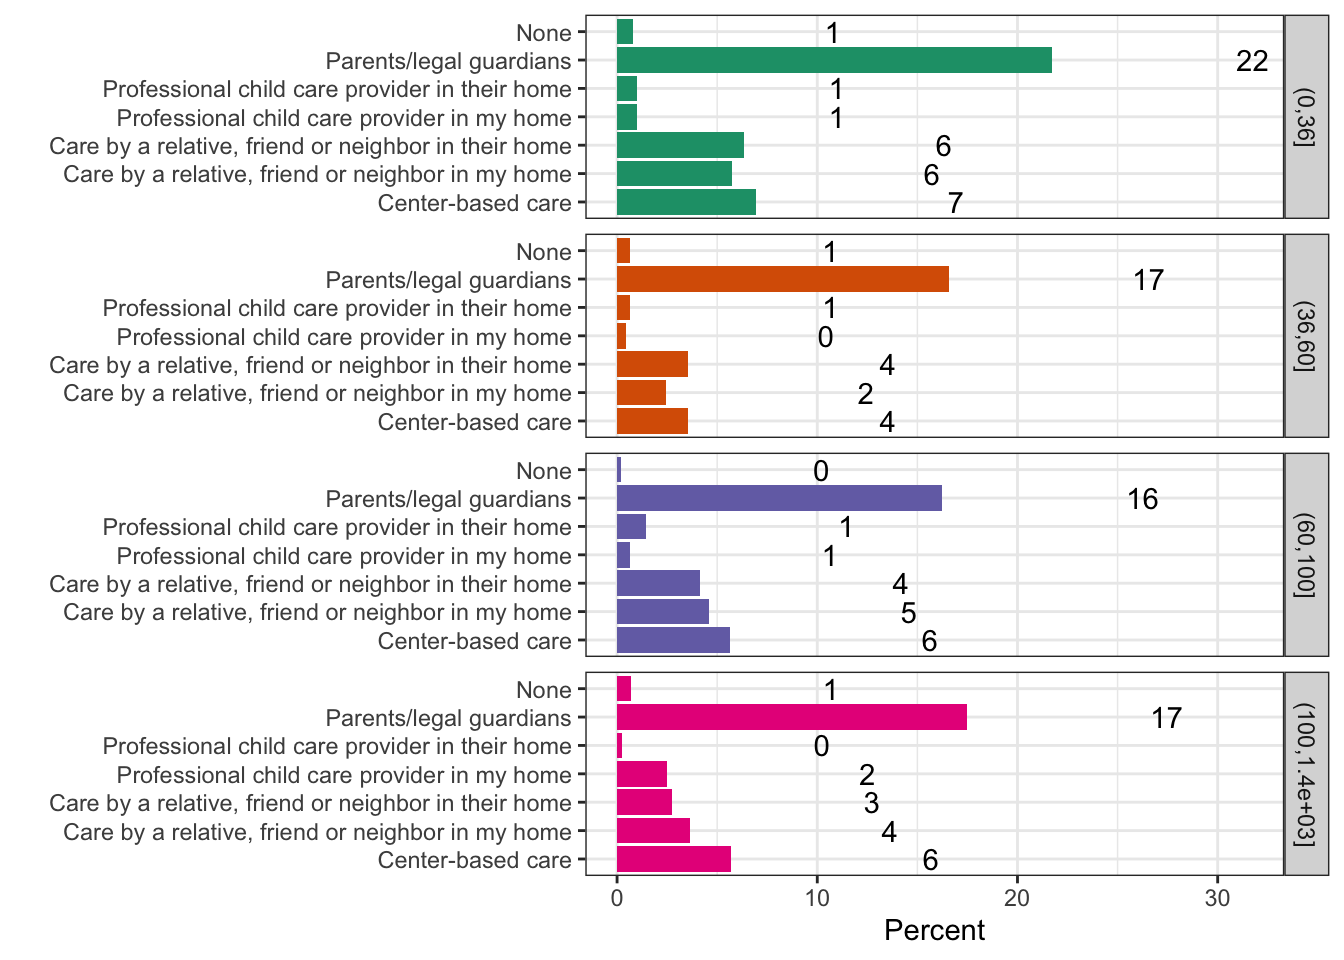 None 1
Parents/legal guardians 22
Professional child care provider in their home 1
Professional child care provider in my home 1
Care by a relative, friend or neighbor in their home 6
Care by a relative, friend or neighbor in my home 6
Center-based care 7
(0,36]
None 1
Parents/legal guardians 17
Professional child care provider in their home 1
Professional child care provider in my home 0
Care by a relative, friend or neighbor in their home 4
Care by a relative, friend or neighbor in my home 2
Center-based care 4
(36,60]
None 0
Parents/legal guardians 16
Professional child care provider in their home 1
Professional child care provider in my home 1
Care by a relative, friend or neighbor in their home 4
Care by a relative, friend or neighbor in my home 5
Center-based care 6
(60,100]
None 1
Parents/legal guardians 17
Professional child care provider in their home 0
Professional child care provider in my home 2
Care by a relative, friend or neighbor in their home 3
Care by a relative, friend or neighbor in my home 4
Center-based care 6
(100,1.4e+03]
0 10 20 30
Percent